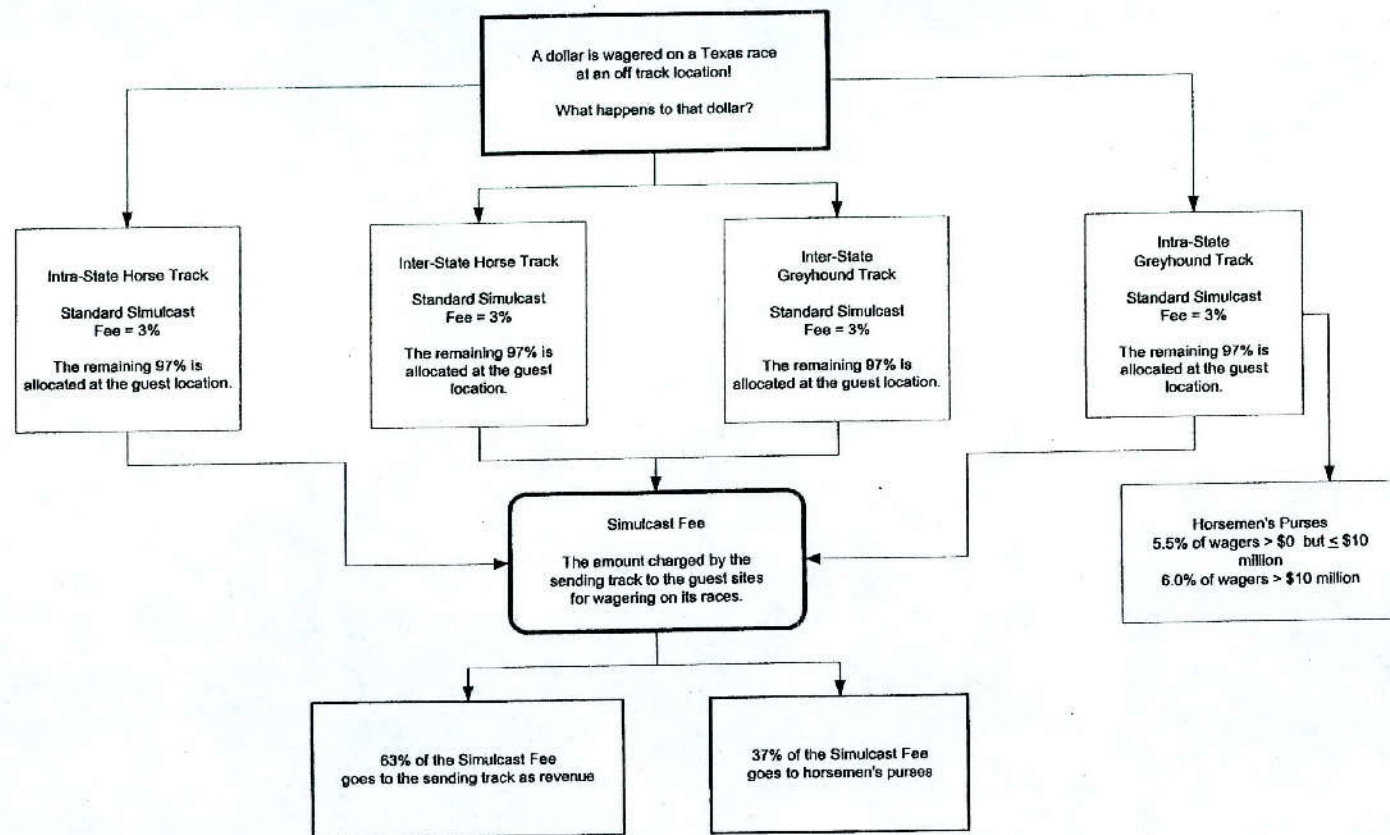 A dollar is wagered on a Texas race
at an off track location!
What happens to that dollar?
Intra-State Horse Track
Standard Simulcast
Fee = 3%
The remaining 97% is
allocated at the guest location.
Inter-State Horse Track
Standard Simulcast
Fee = 3%
The remaining 97% is
allocated at the guest
location.
Inter-State
Greyhound Track
Standard Simulcast
Fee = 3%
The remaining 97% is
allocated at the guest location.
Intra-State
Greyhound Track
Standard Simulcast
Fee = 3%
The remaining 97% is
allocated at the guest
location.
Simulcast Fee
The amount charged by the
sending track to the guest sites
for wagering on its races.
Horsemen's Purses
5.5% of wagers > $0 but ≤ $10
million
6.0% of wagers > $10 million
63% of the Simulcast Fee
goes to the sending track as revenue
37% of the Simulcast Fee
goes to horsemen's purses